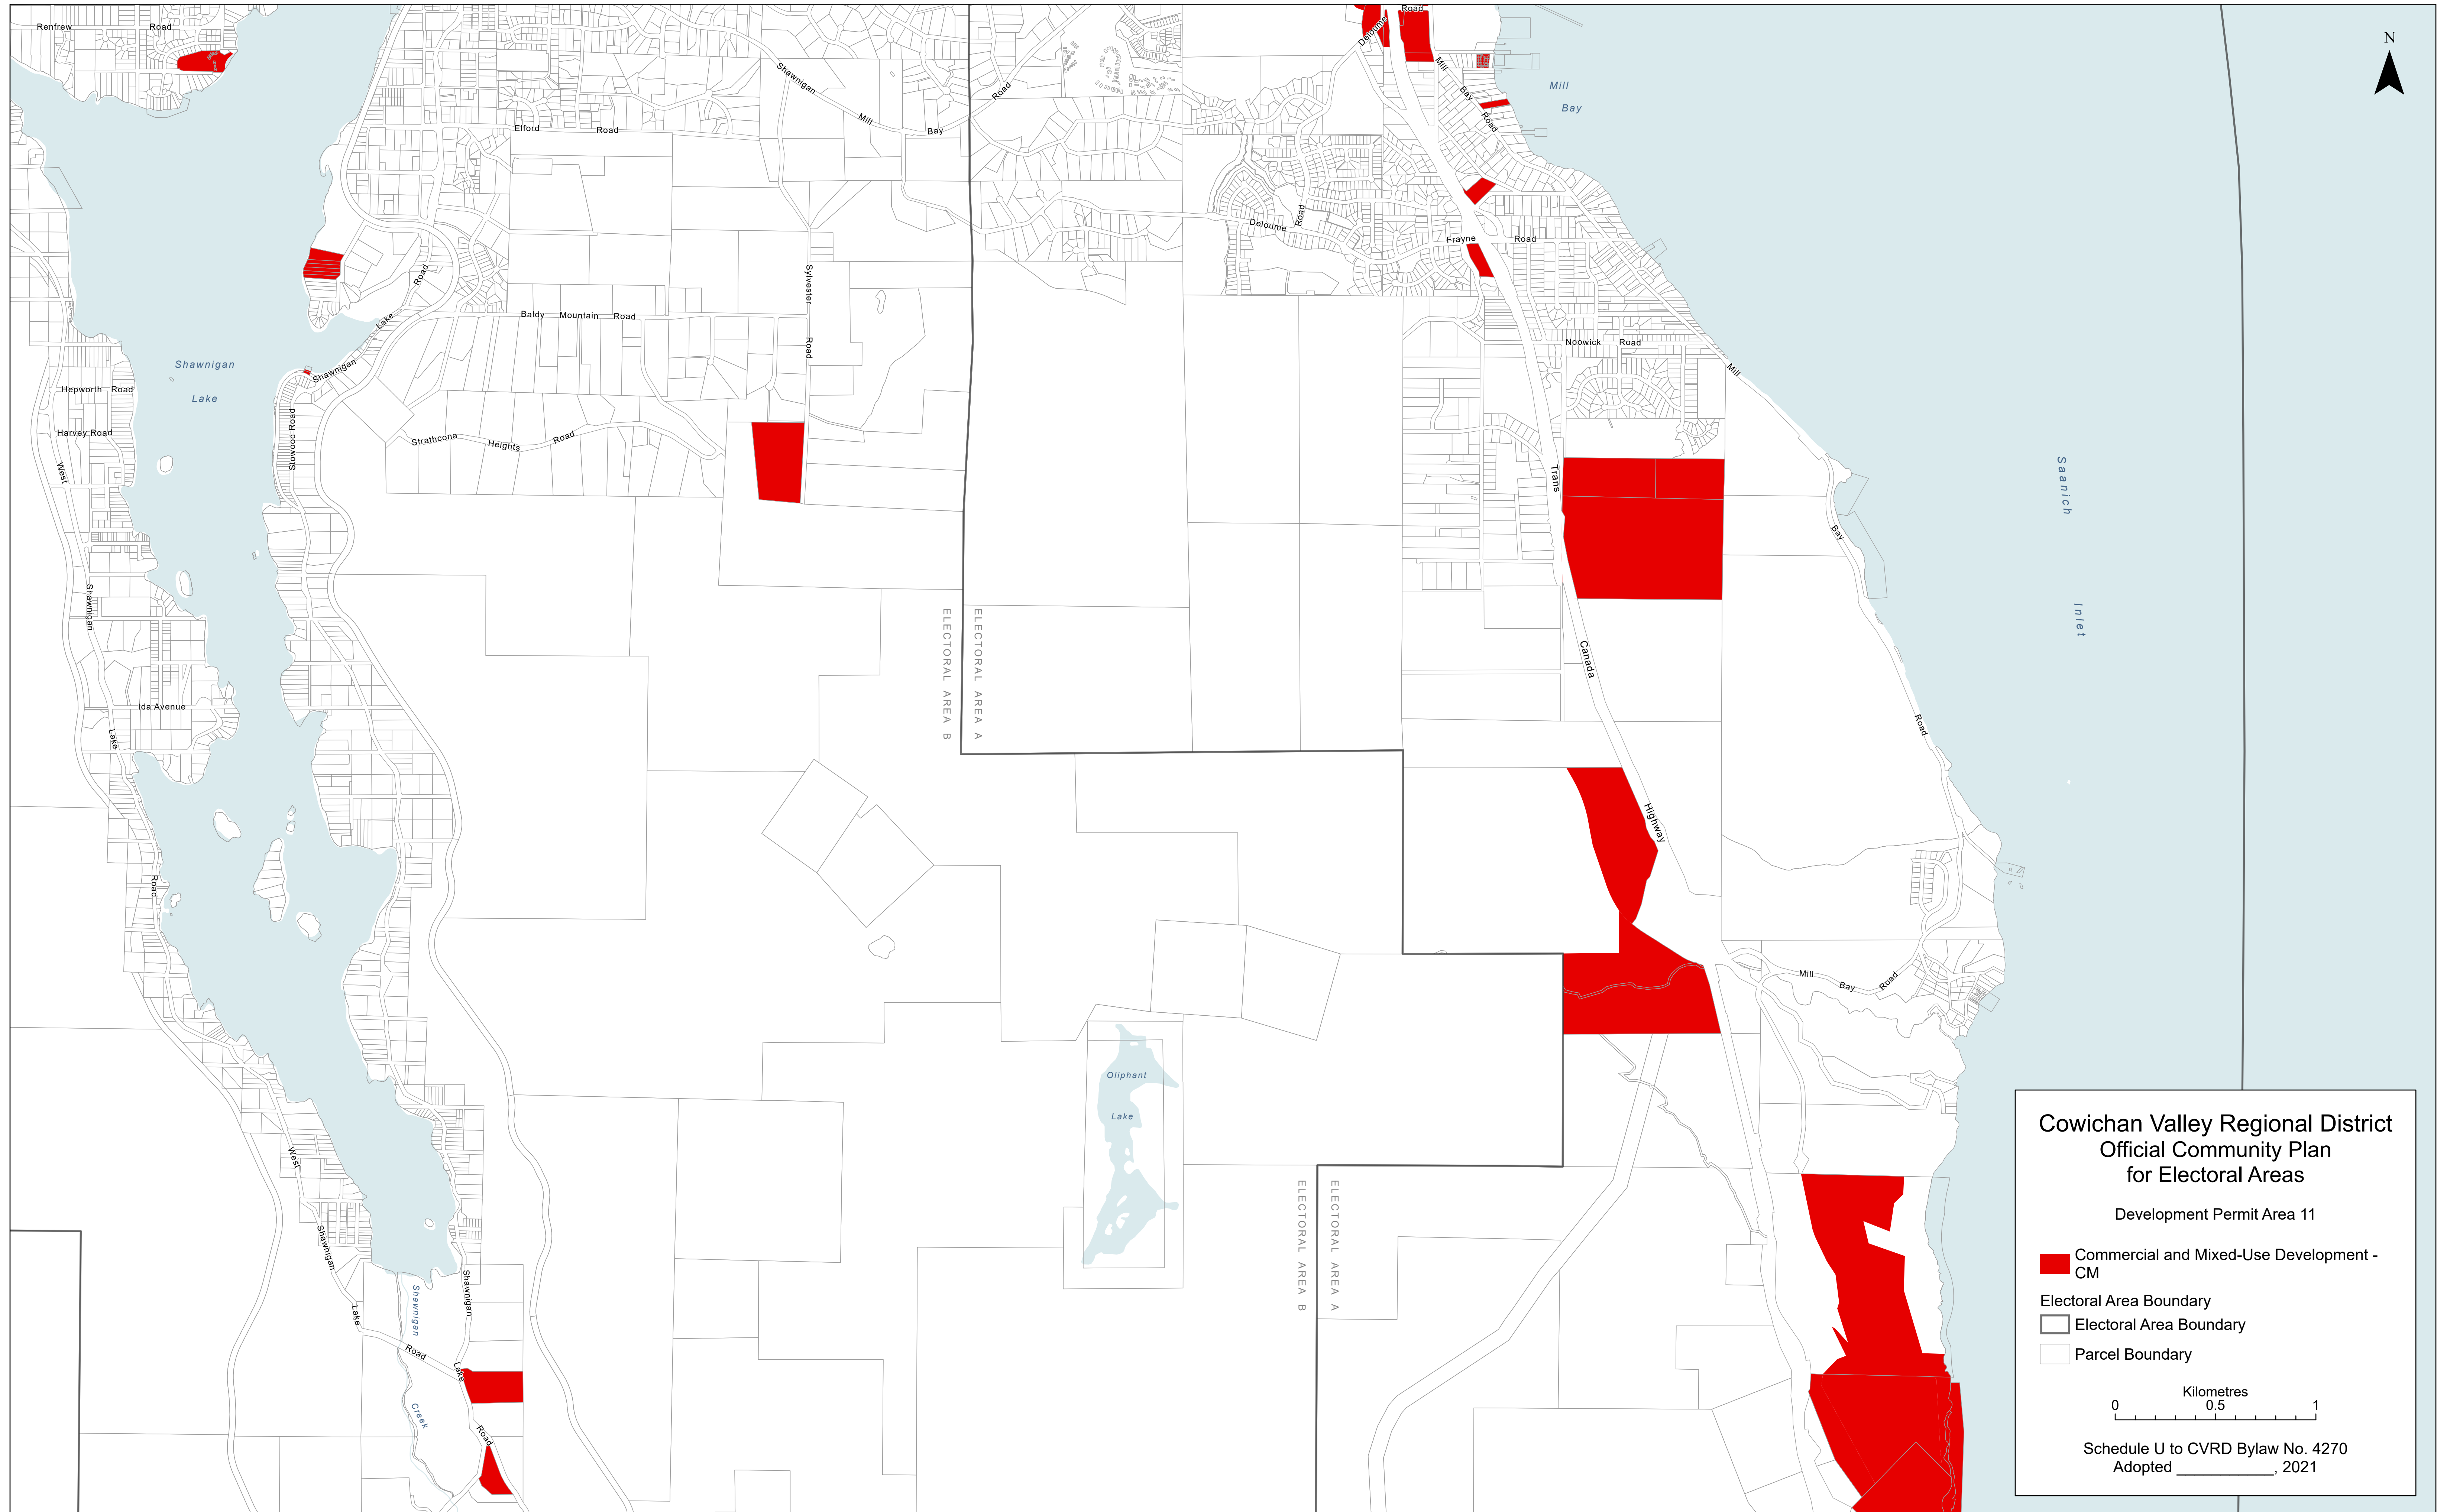 Renfrew Road
Deloume
Road
N
Shawnigan Mill Bay Road
Mill Bay Road
Mill
Bay
Elford Road
Deloume Road
Frayne Road
Sylvester Road
Shawnigan Lake Road
Baldy Mountain Road
Noowick Road
Shawnigan
Lake
Hepworth Road
Harvey Road
Stowood Road
Strathcona Heights Road
West Shawnigan Lake Road
Trans Canada Highway
Mill Bay Road
Saanich Inlet
ELECTORAL AREA B
ELECTORAL AREA A
Ida Avenue
Mill Bay Road
Oliphant
Lake
ELECTORAL AREA B
ELECTORAL AREA A
West Shawnigan Lake Road
Shawnigan Lake Road
Shawnigan Creek
Cowichan Valley Regional District
Official Community Plan
for Electoral Areas
Development Permit Area 11
Commercial and Mixed-Use Development -
CM
Electoral Area Boundary
Electoral Area Boundary
Parcel Boundary
Kilometres
0 0.5 1
Schedule U to CVRD Bylaw No. 4270
Adopted ____________, 2021